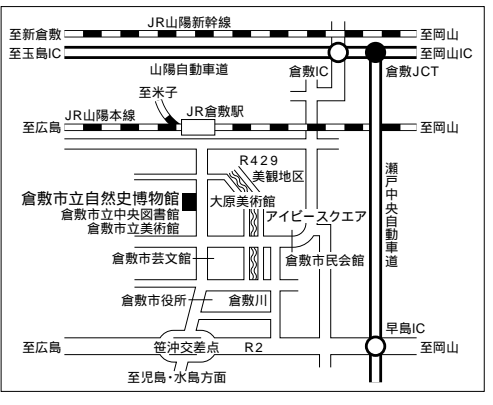 JR山陽新幹線
至新倉敷
至岡山
至玉島IC
至岡山IC
山陽自動車道
倉敷IC
倉敷JCT
至米子
JR山陽本線
JR倉敷駅
至広島
至岡山
R429
美観地区
倉敷市立自然史博物館
大原美術館
倉敷市立中央図書館
アイビースクエア
倉敷市立美術館
瀬戸中央自動車道
倉敷市芸文館
倉敷市民会館
倉敷市役所
倉敷川
早島IC
至広島
笹沖交差点
R2
至岡山
至児島・水島方面